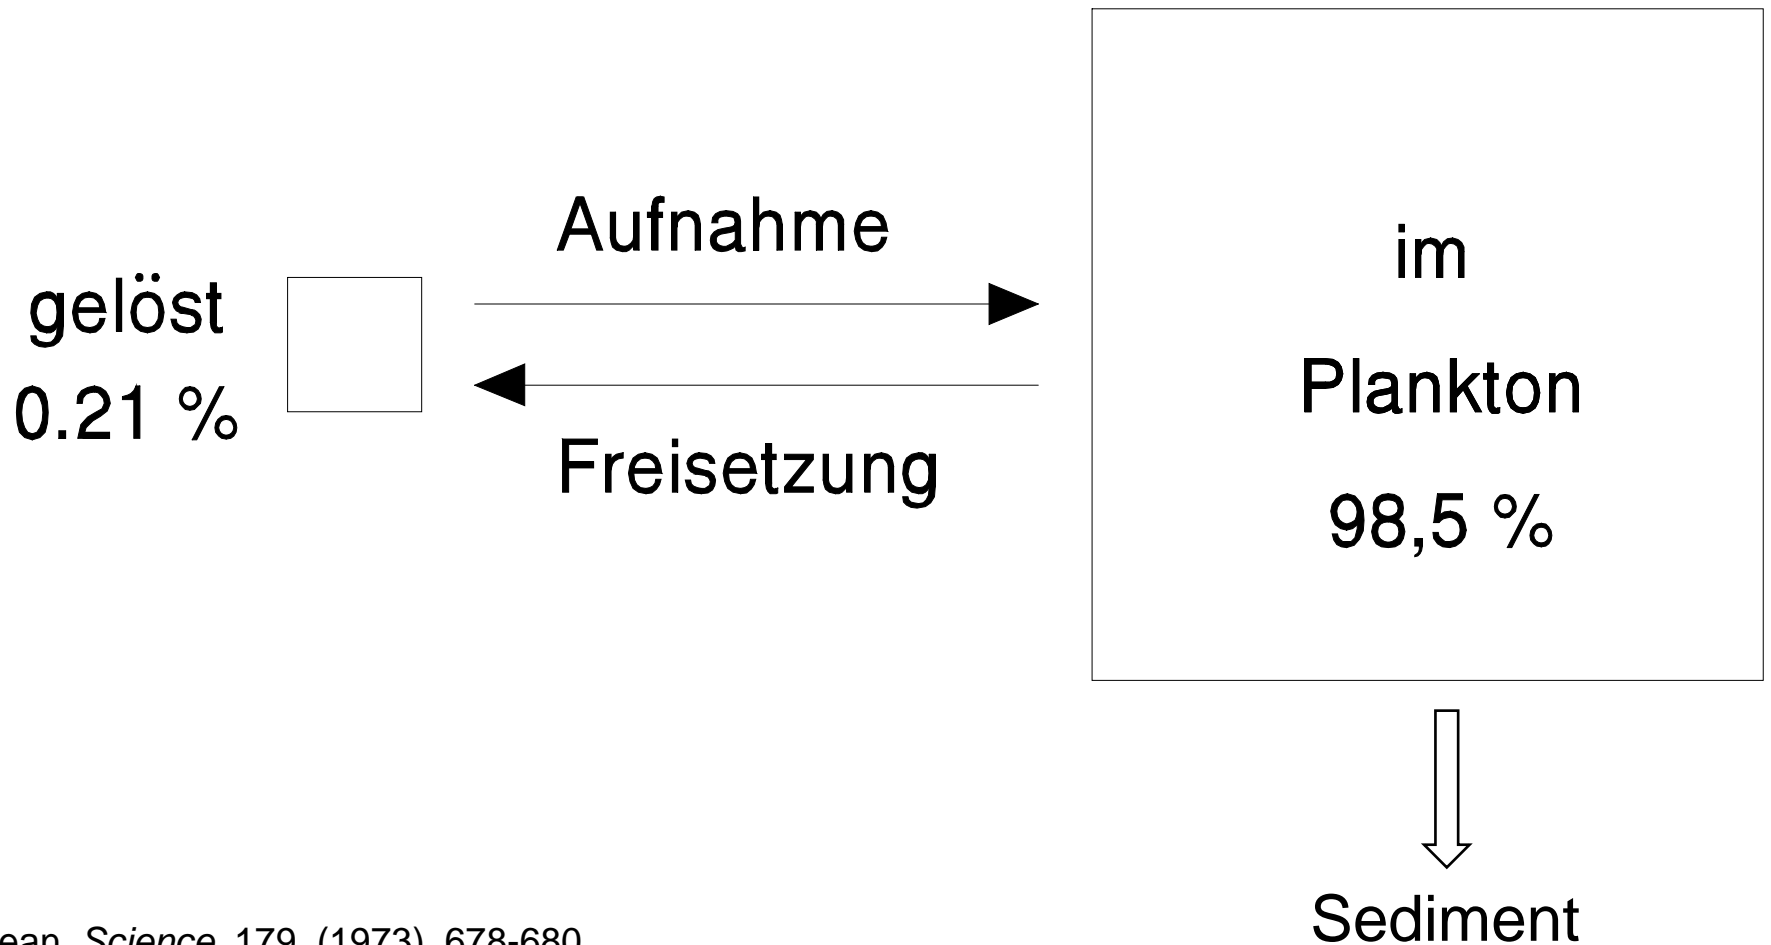 gelöst
0.21 %
Aufnahme
Freisetzung
im
Plankton
98,5 %
Sediment
Science 179 (1973) 678-680